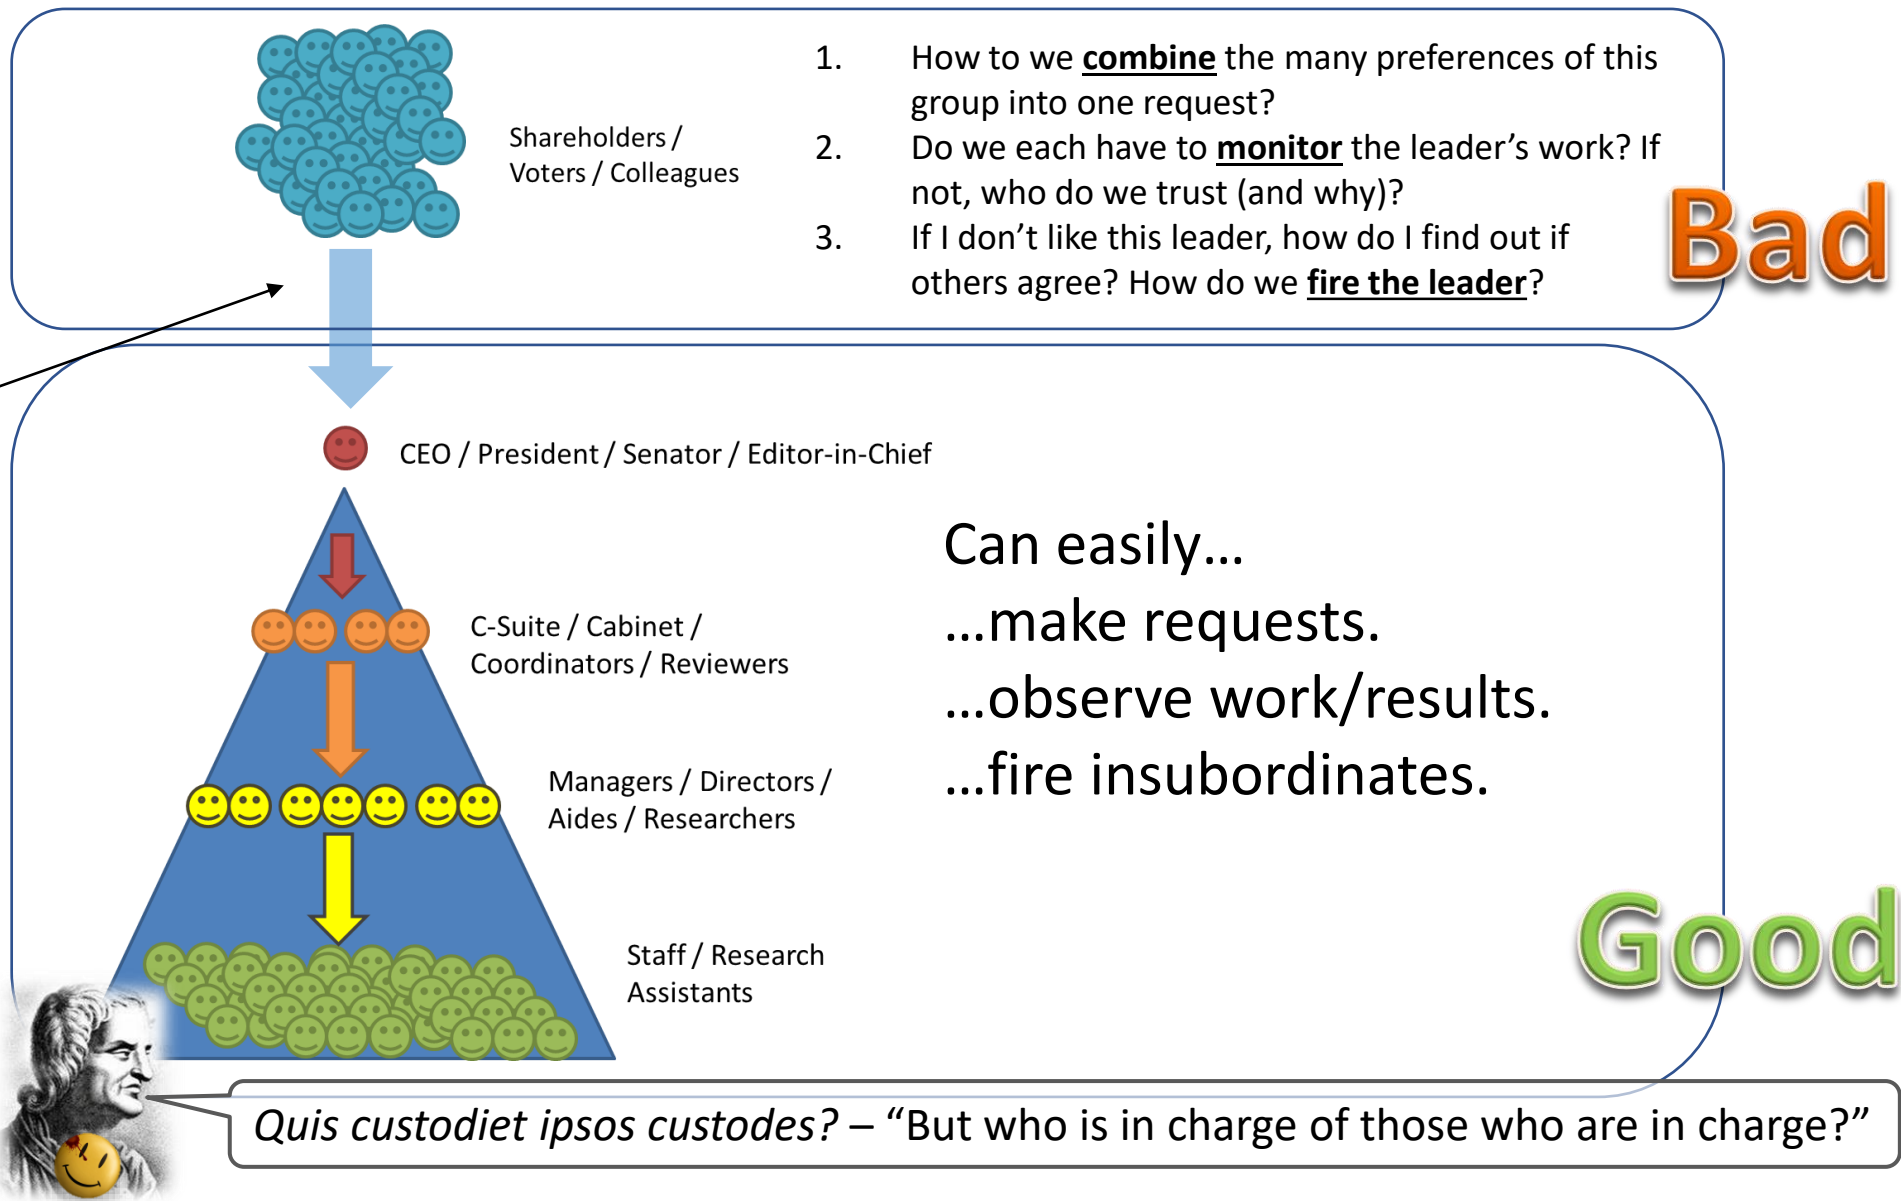 Shareholders /
Voters / Colleagues
1. How to we combine the many preferences of this
group into one request?
2. Do we each have to monitor the leader’s work? If
not, who do we trust (and why)?
3. If I don’t like this leader, how do I find out if
others agree? How do we fire the leader?
Bad
CEO / President / Senator / Editor-in-Chief
C-Suite / Cabinet /
Coordinators / Reviewers
Managers / Directors /
Aides / Researchers
Staff / Research
Assistants
Can easily…
…make requests.
…observe work/results.
…fire insubordinates.
Good
Quis custodiet ipsos custodes? – “But who is in charge of those who are in charge?”